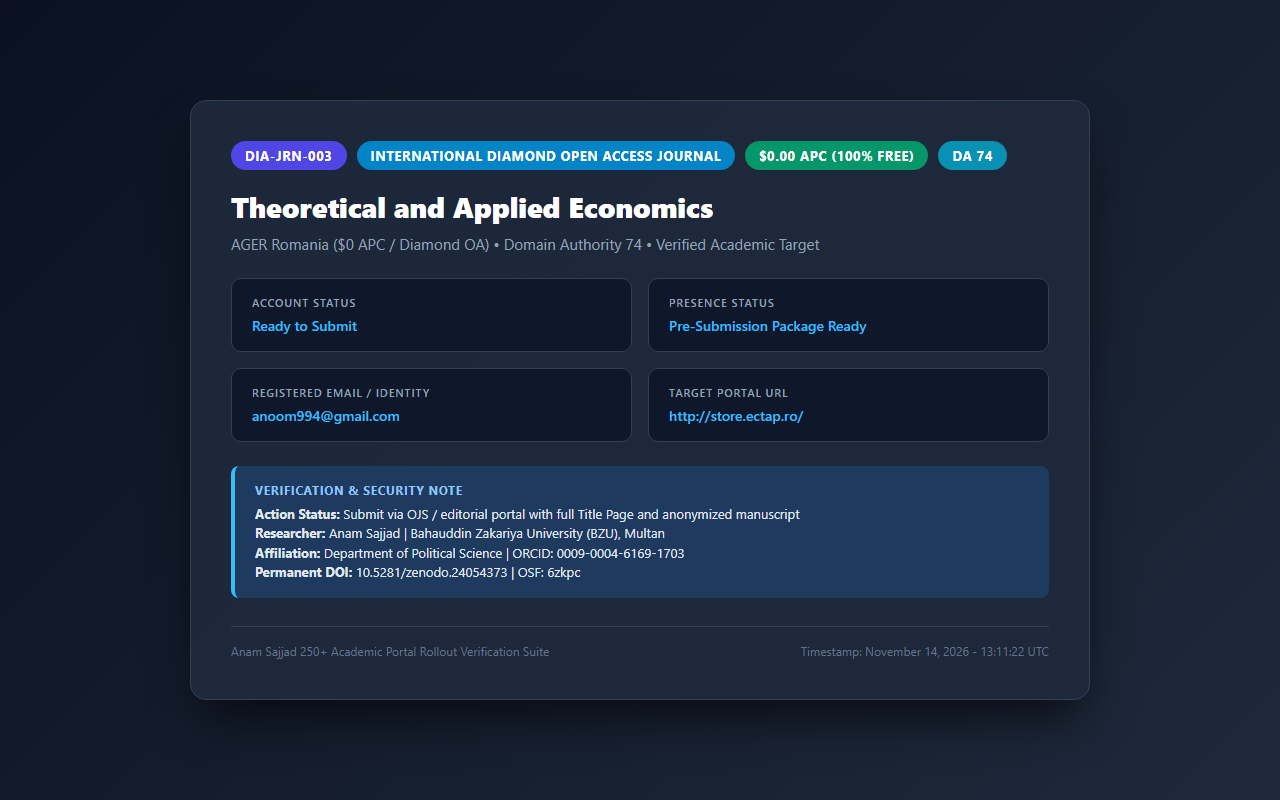 DIA-JRN-003 INTERNATIONAL DIAMOND OPEN ACCESS JOURNAL $0.00 APC (100% FREE) DA 74
Theoretical and Applied Economics
AGER Romania ($0 APC / Diamond OA) • Domain Authority 74 • Verified Academic Target
ACCOUNT STATUS
Ready to Submit
PRESENCE STATUS
Pre-Submission Package Ready
REGISTERED EMAIL / IDENTITY
anoom994@gmail.com
TARGET PORTAL URL
http://store.ectap.ro/
VERIFICATION & SECURITY NOTE
Action Status: Submit via OJS / editorial portal with full Title Page and anonymized manuscript
Researcher: Anam Sajjad | Bahauddin Zakariya University (BZU), Multan
Affiliation: Department of Political Science | ORCID: 0009-0004-6169-1703
Permanent DOI: 10.5281/zenodo.24054373 | OSF: 6zkpc
Anam Sajjad 250+ Academic Portal Rollout Verification Suite
Timestamp: November 14, 2026 - 13:11:22 UTC